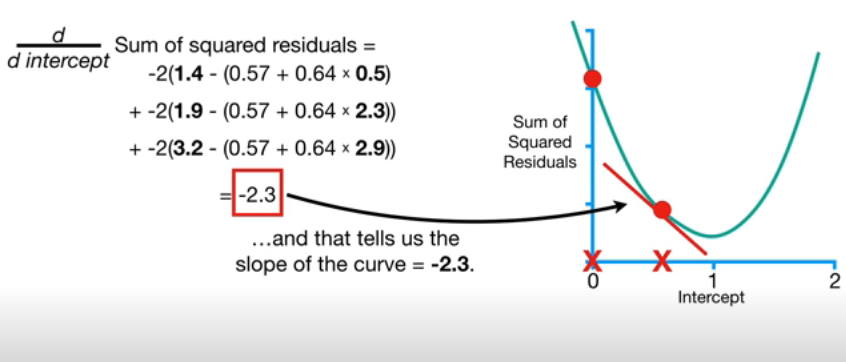 d
d intercept
Sum of squared residuals =
-2(1.4 - (0.57 + 0.64 × 0.5)
+ -2(1.9 - (0.57 + 0.64 × 2.3))
+ -2(3.2 - (0.57 + 0.64 × 2.9))
= -2.3
...and that tells us the
slope of the curve = -2.3.
Sum of
Squared
Residuals
X X
0 1 2
Intercept